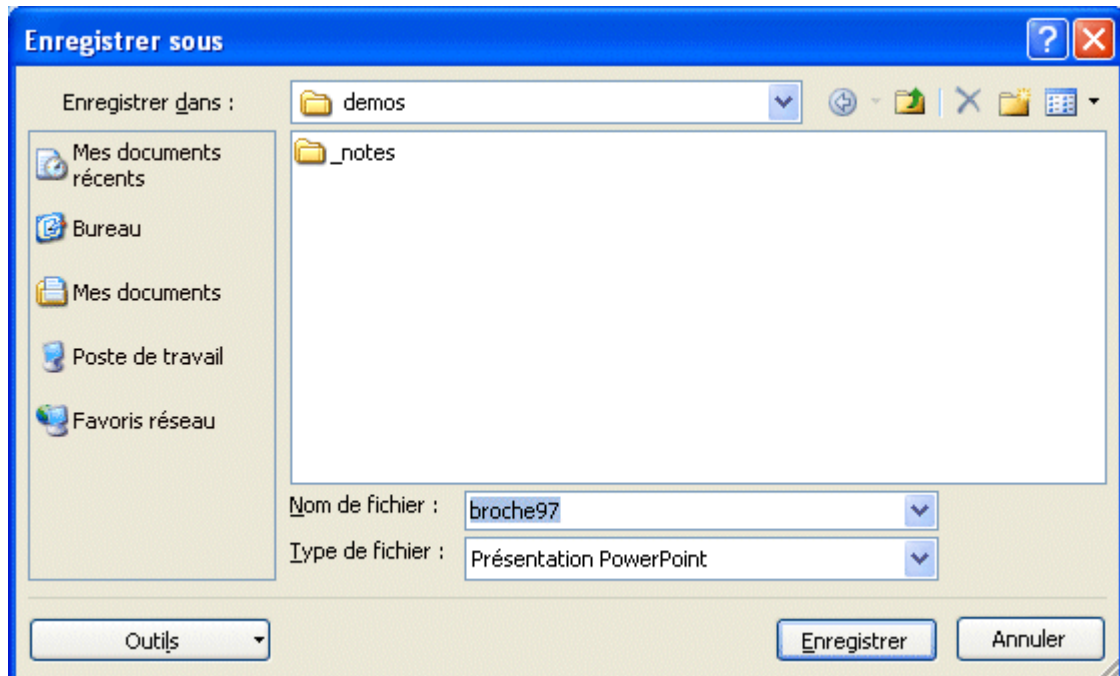 Enregistrer sous
Enregistrer dans :
demos
Mes documents
récents
Bureau
Mes documents
Poste de travail
Favoris réseau
_notes
Nom de fichier :
broche97
Type de fichier :
Présentation PowerPoint
Outils
Enregistrer
Annuler